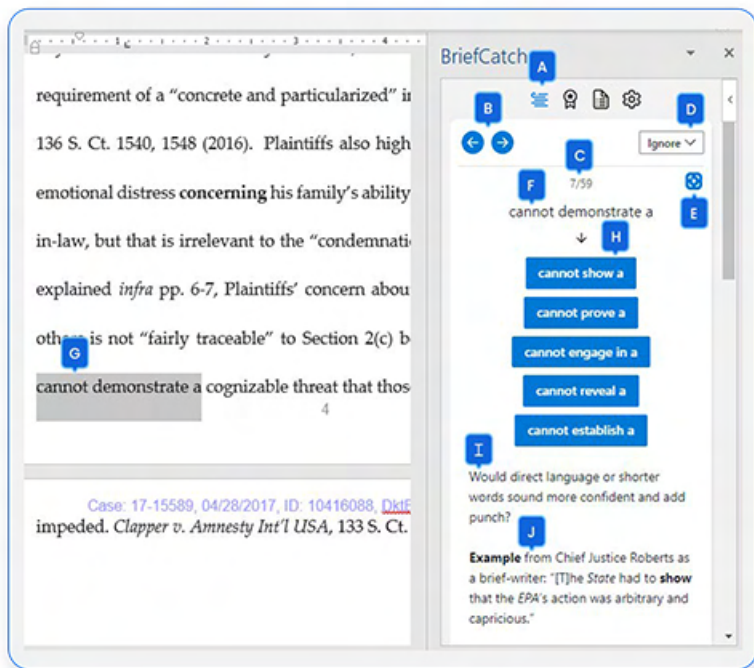 requirement of a “concrete and particularized” in
136 S. Ct. 1540, 1548 (2016). Plaintiffs also high
emotional distress concerning his family’s ability
in-law, but that is irrelevant to the “condemnati
explained infra pp. 6-7, Plaintiffs’ concern abou
others is not “fairly traceable” to Section 2(c) b
G
cannot demonstrate a cognizable threat that thos
4
Case: 17-15589, 04/28/2017, ID: 10416088, DktE
impeded. Clapper v. Amnesty Int’l USA, 133 S. Ct.
BriefCatch
A
B
D
Ignore
C
7/59
F
E
cannot demonstrate a
H
cannot show a
cannot prove a
cannot engage in a
cannot reveal a
cannot establish a
I
Would direct language or shorter
words sound more confident and add
punch?
J
Example from Chief Justice Roberts as
a brief-writer: “[T]he State had to show
that the EPA’s action was arbitrary and
capricious.”